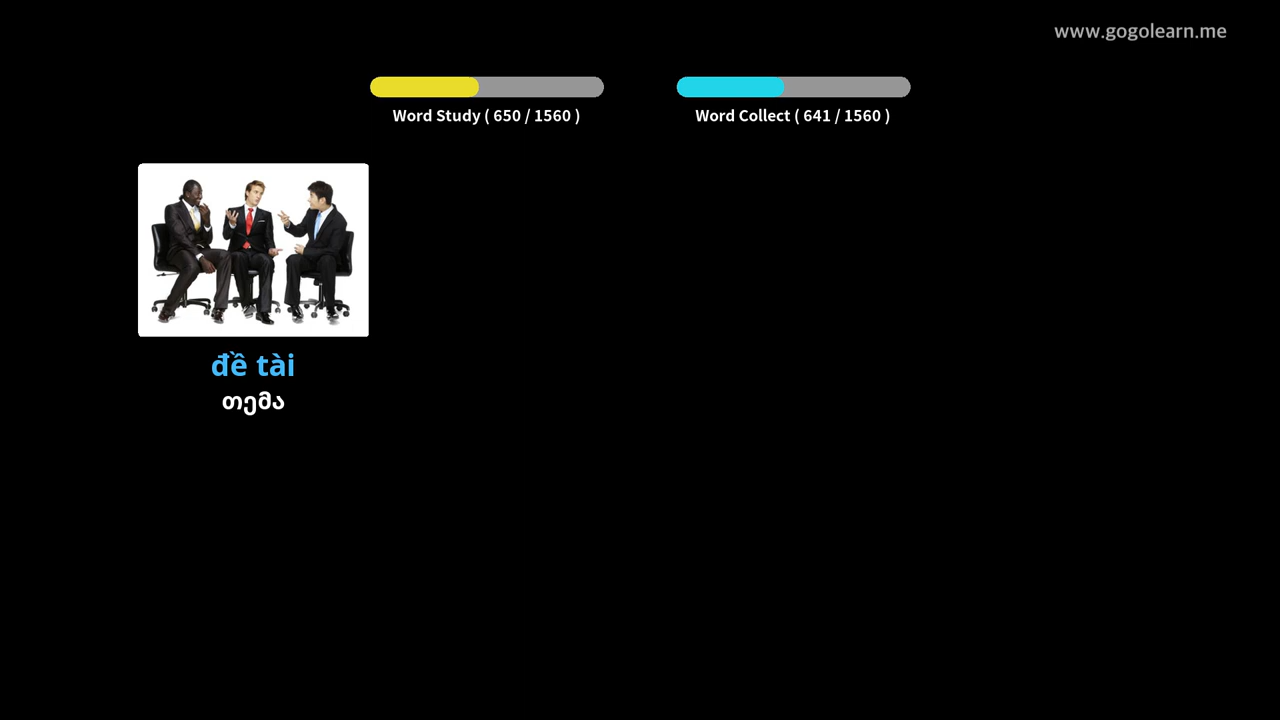 www.gogolearn.me
Word Study ( 650 / 1560 )
Word Collect ( 641 / 1560 )
đề tài
თემა